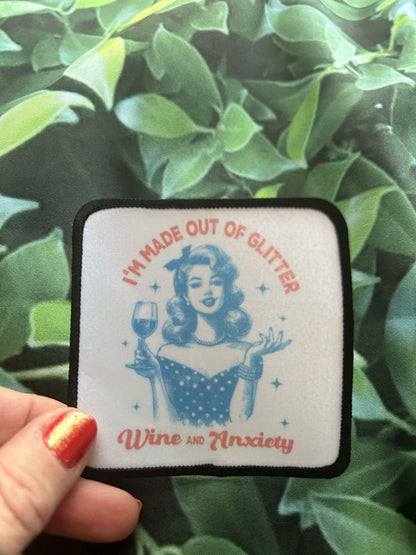 I'M MADE OUT OF GLITTER
Wine AND Anxiety